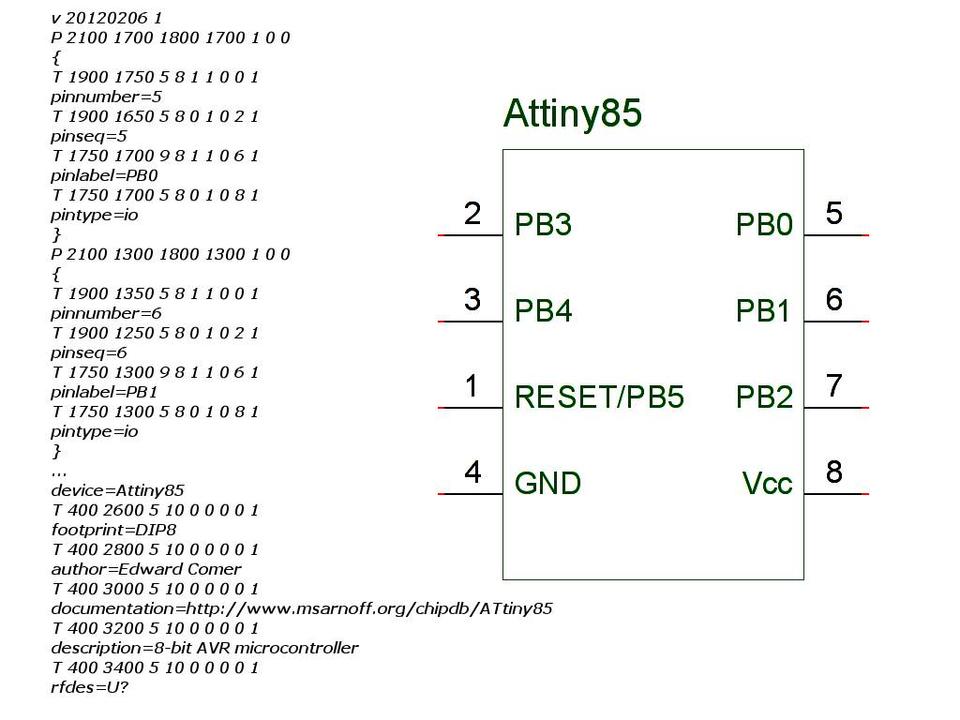 v 20120206 1
P 2100 1700 1800 1700 1 0 0
{
T 1900 1750 5 8 1 1 0 0 1
pinnumber=5
T 1900 1650 5 8 0 1 0 2 1
pinseq=5
T 1750 1700 9 8 1 1 0 6 1
pinlabel=PB0
T 1750 1700 5 8 0 1 0 8 1
pintype=io
}
P 2100 1300 1800 1300 1 0 0
{
T 1900 1350 5 8 1 1 0 0 1
pinnumber=6
T 1900 1250 5 8 0 1 0 2 1
pinseq=6
T 1750 1300 9 8 1 1 0 6 1
pinlabel=PB1
T 1750 1300 5 8 0 1 0 8 1
pintype=io
}
...
device=Attiny85
T 400 2600 5 10 0 0 0 0 1
footprint=DIP8
T 400 2800 5 10 0 0 0 0 1
author=Edward Comer
T 400 3000 5 10 0 0 0 0 1
documentation=http://www.msarnoff.org/chipdb/ATtiny85
T 400 3200 5 10 0 0 0 0 1
description=8-bit AVR microcontroller
T 400 3400 5 10 0 0 0 0 1
rfdes=U?
Attiny85
2 PB3 PB0 5
3 PB4 PB1 6
1 RESET/PB5 PB2 7
4 GND Vcc 8